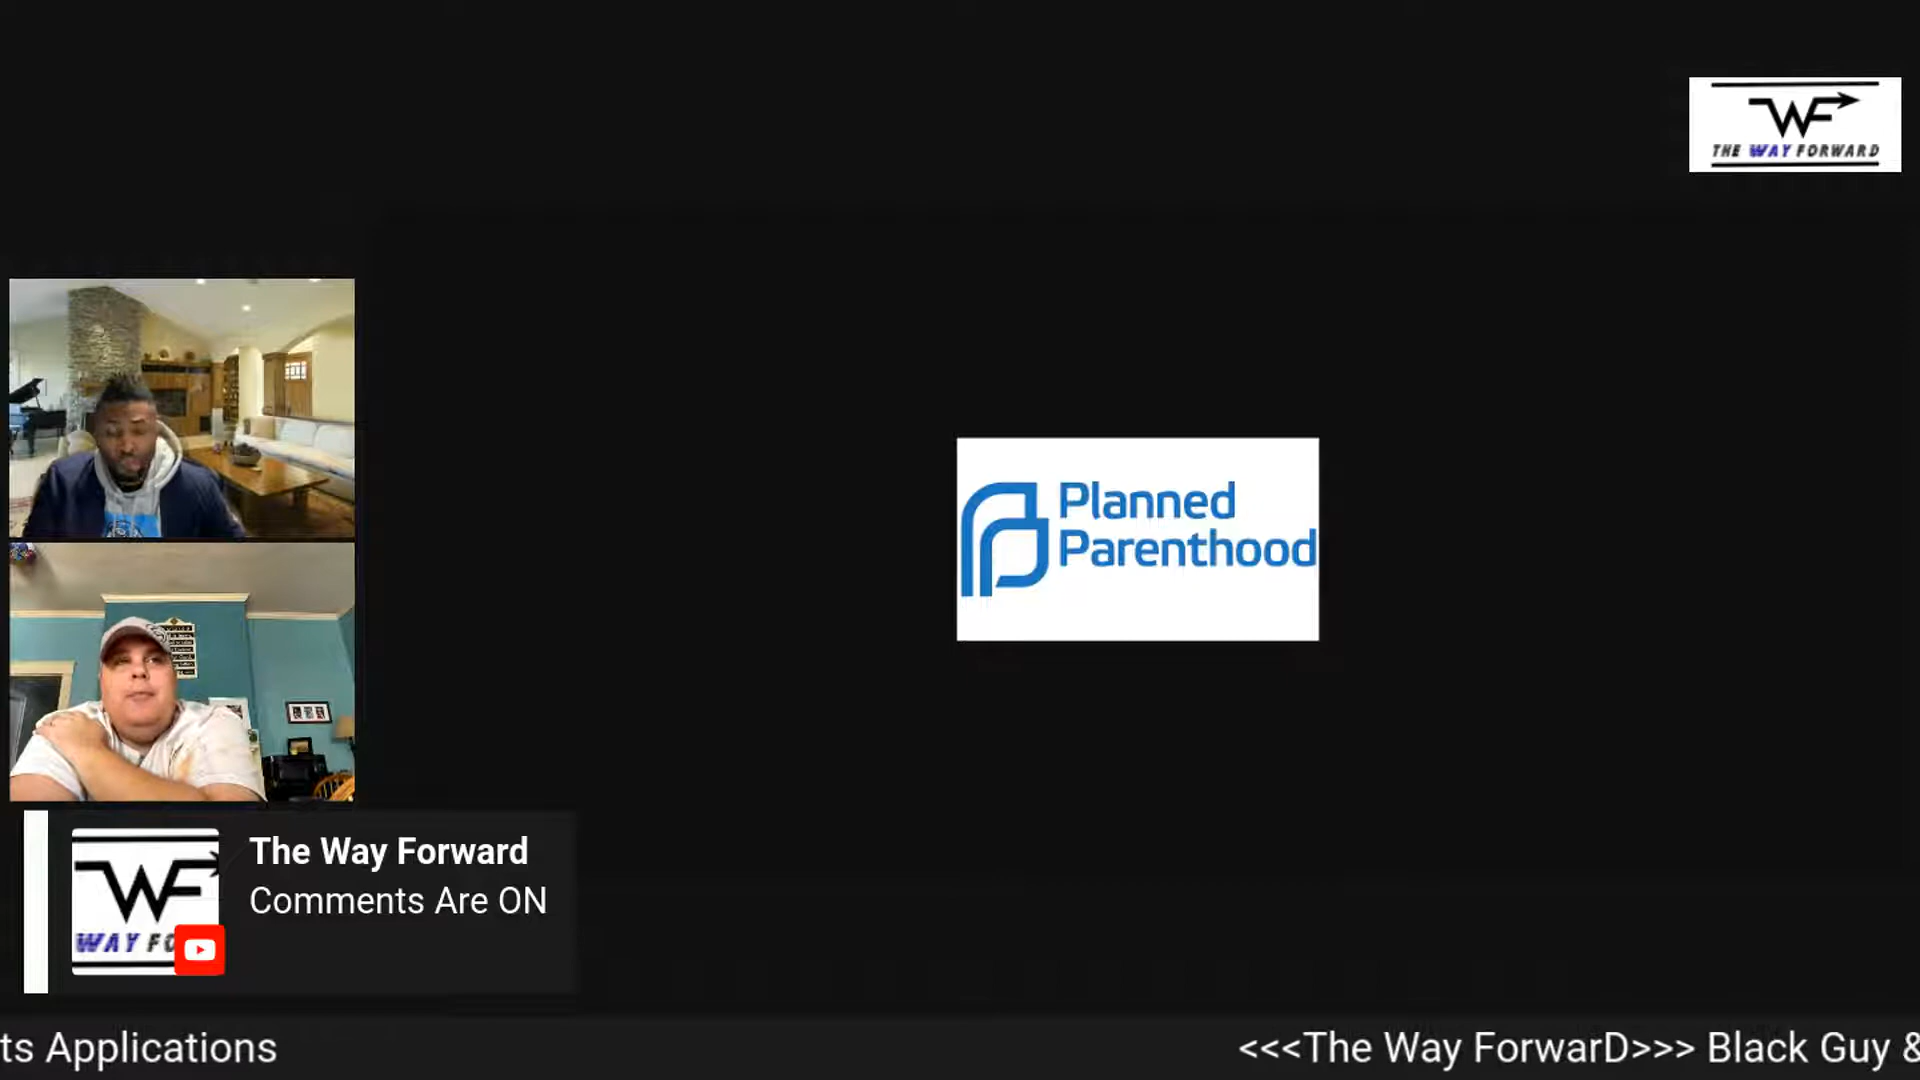 THE WAY FORWARD
Planned
Parenthood
The Way Forward
Comments Are ON
WAY FO
ts Applications
<<<The Way ForwarD>>> Black Guy &